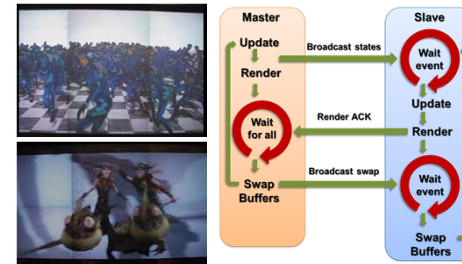 Master
Slave
Update
Broadcast states
Wait
event
Render
Update
Wait
for all
Render ACK
Render
Swap
Buffers
Broadcast swap
Wait
event
Swap
Buffers